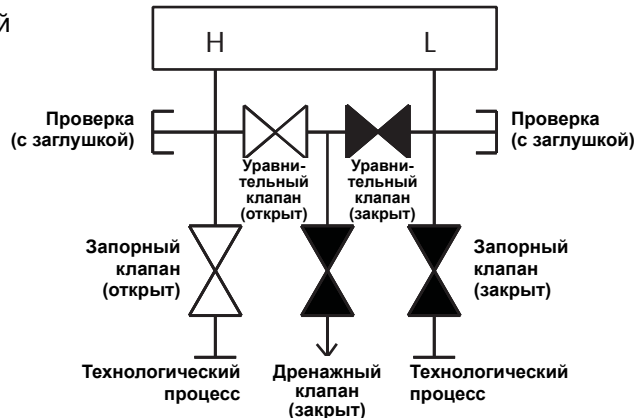 й
H L
Проверка
(с заглушкой)
Проверка
(с заглушкой)
Уравни-
тельный
клапан
(открыт)
Уравни-
тельный
клапан
(закрыт)
Запорный
клапан
(открыт)
Запорный
клапан
(закрыт)
Технологический
процесс
Дренажный
клапан
(закрыт)
Технологический
процесс